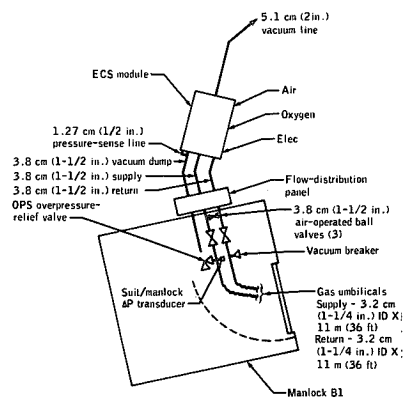 5.1 cm (2in.)
vacuum line
ECS module
Air
Oxygen
Elec
1.27 cm (1/2 in.)
pressure-sense line
3.8 cm (1-1/2 in.) vacuum dump
3.8 cm (1-1/2 in.) supply
3.8 cm (1-1/2 in.) return
OPS overpressure-
relief valve
Flow-distribution
panel
3.8 cm (1-1/2 in.)
air-operated ball
valves (3)
Vacuum breaker
Suit/manlock
ΔP transducer
Gas umbilicals
Supply - 3.2 cm
(1-1/4 in.) ID X
11 m (36 ft)
Return - 3.2 cm
(1-1/4 in.) ID X
11 m (36 ft)
Manlock B1